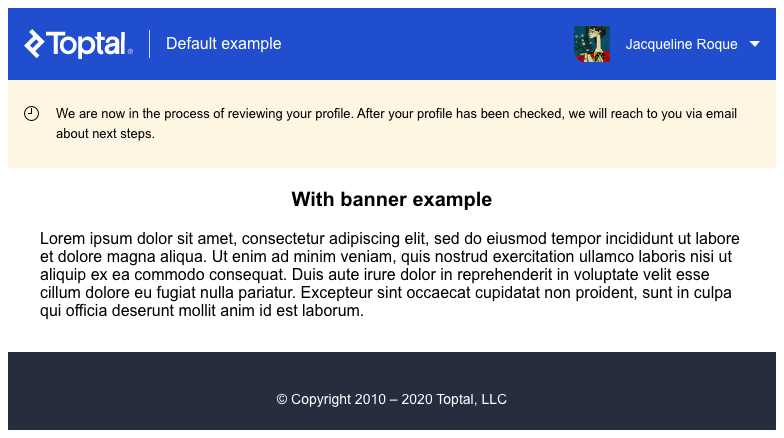 Toptal® Default example Jacqueline Roque
We are now in the process of reviewing your profile. After your profile has been checked, we will reach to you via email
about next steps.
With banner example
Lorem ipsum dolor sit amet, consectetur adipiscing elit, sed do eiusmod tempor incididunt ut labore
et dolore magna aliqua. Ut enim ad minim veniam, quis nostrud exercitation ullamco laboris nisi ut
aliquip ex ea commodo consequat. Duis aute irure dolor in reprehenderit in voluptate velit esse
cillum dolore eu fugiat nulla pariatur. Excepteur sint occaecat cupidatat non proident, sunt in culpa
qui officia deserunt mollit anim id est laborum.
© Copyright 2010 – 2020 Toptal, LLC